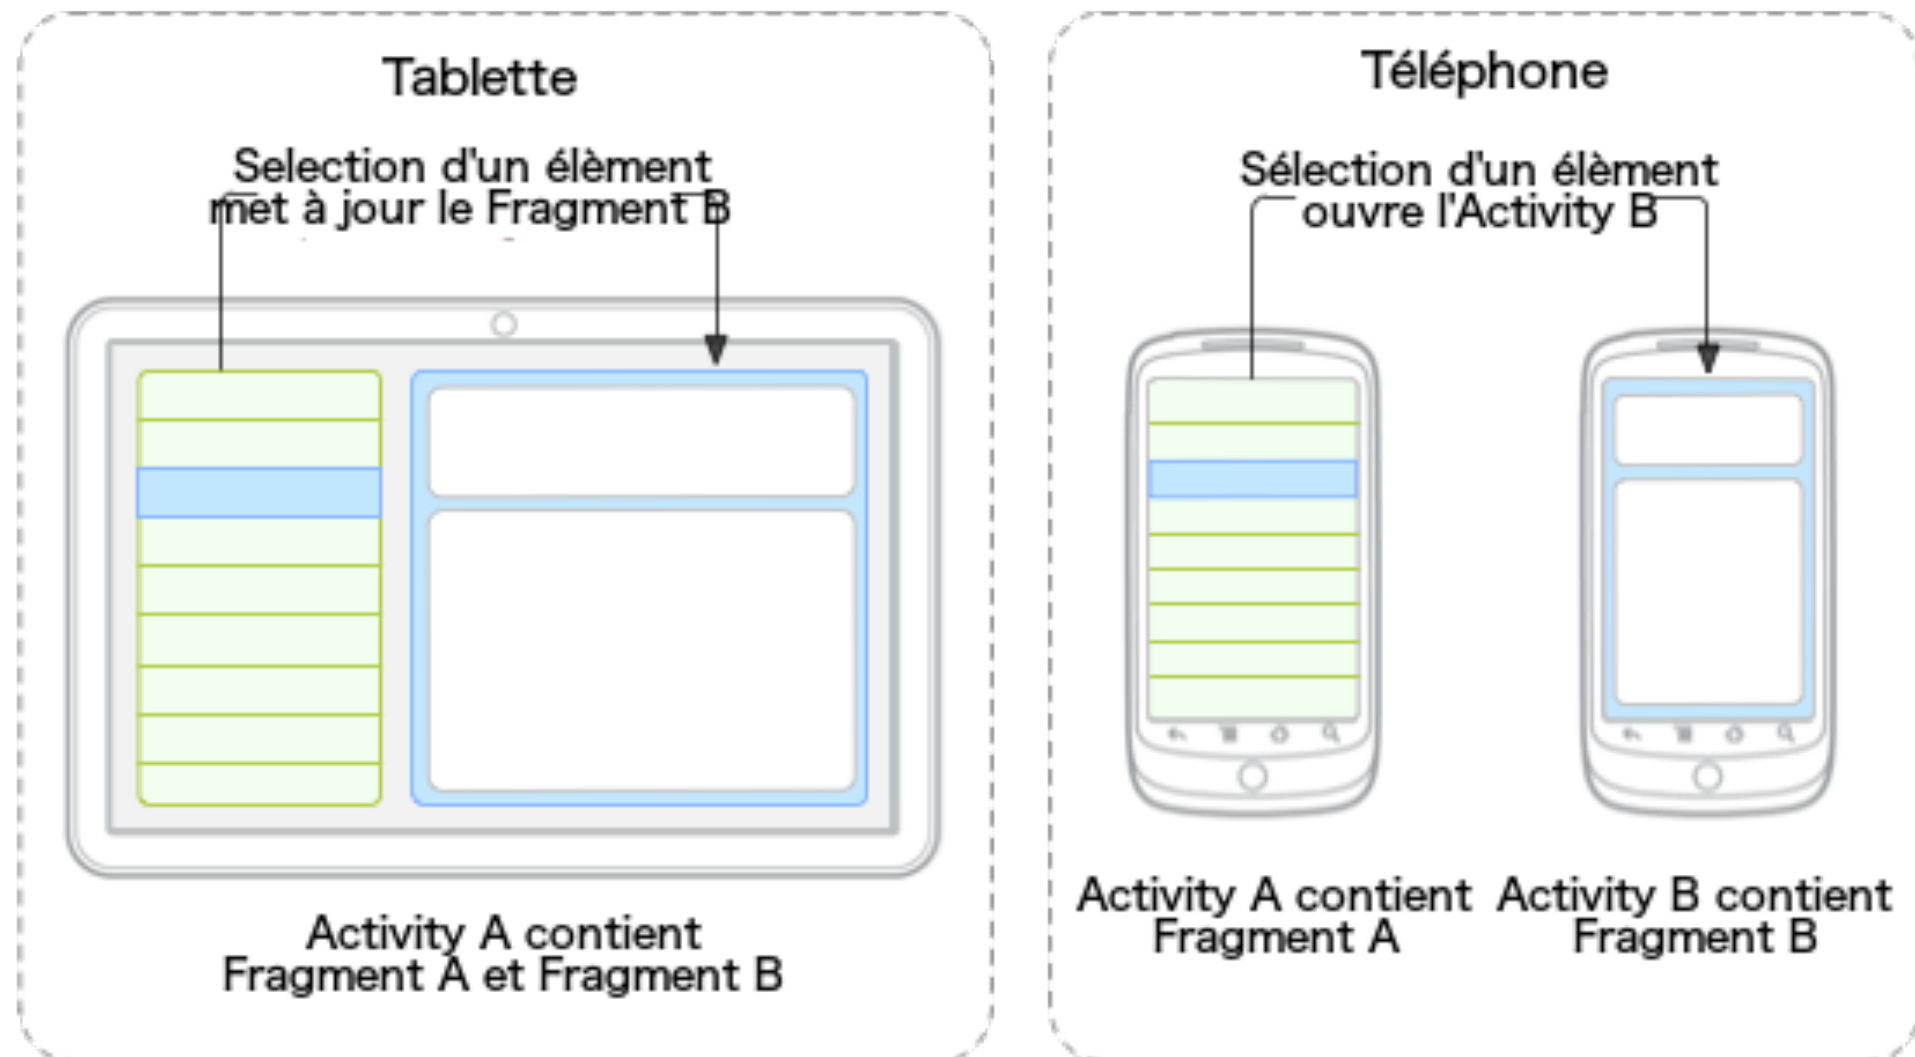 Tablette
Selection d'un élèment
met à jour le Fragment B
Activity A contient
Fragment A et Fragment B
Téléphone
Sélection d'un élèment
ouvre l'Activity B
Activity A contient
Fragment A
Activity B contient
Fragment B